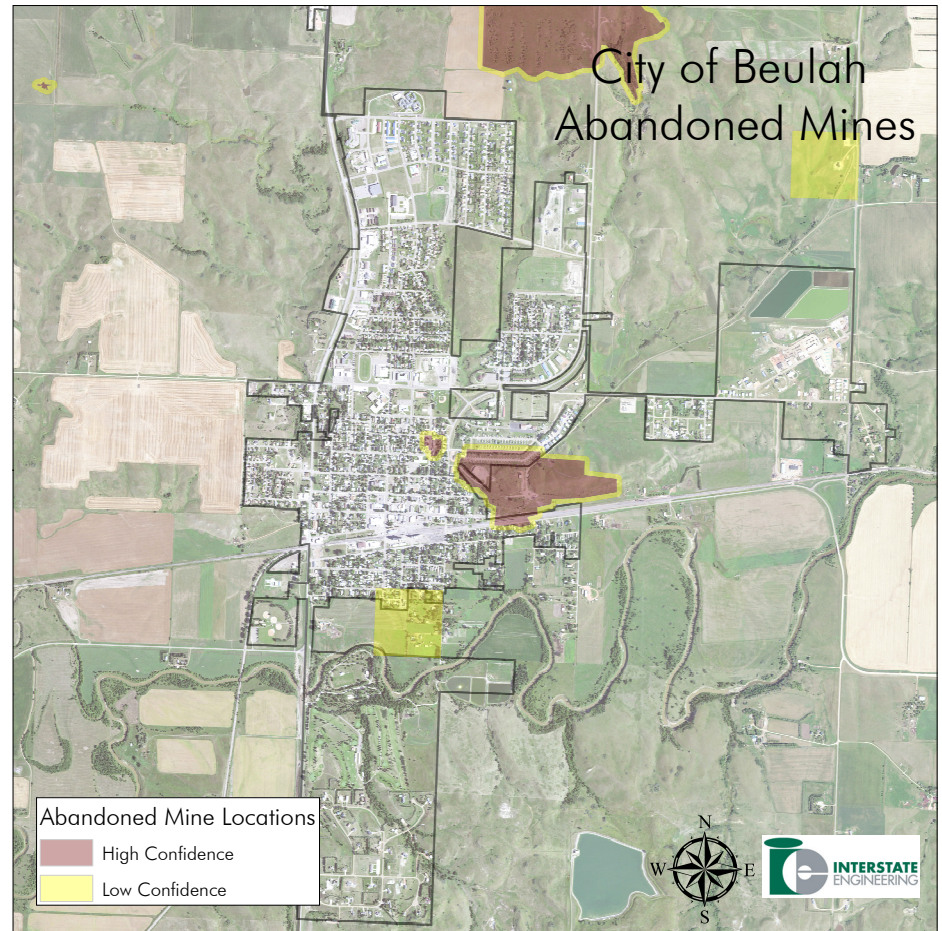 City of Beulah
Abandoned Mines
Abandoned Mine Locations
High Confidence
Low Confidence
N
W
E
S
INTERSTATE
ENGINEERING